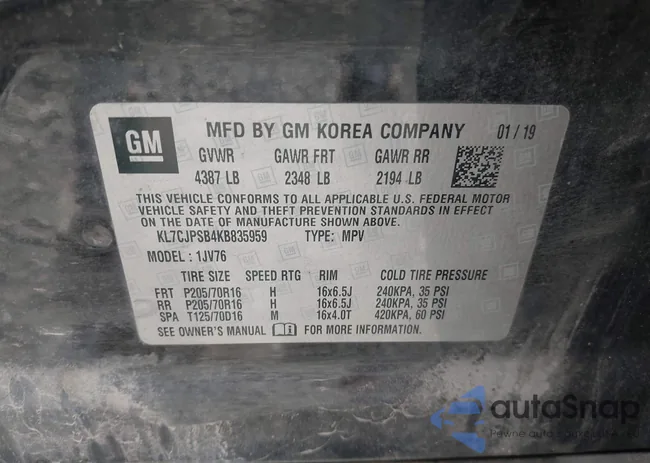 GM
MFD BY GM KOREA COMPANY 01/19
GVWR GAWR FRT GAWR RR
4387 LB 2348 LB 2194 LB
THIS VEHICLE CONFORMS TO ALL APPLICABLE U.S. FEDERAL MOTOR
VEHICLE SAFETY AND THEFT PREVENTION STANDARDS IN EFFECT
ON THE DATE OF MANUFACTURE SHOWN ABOVE.
KL7CJPSB4KB835959 TYPE: MPV
MODEL: 1JV76
TIRE SIZE SPEED RTG RIM COLD TIRE PRESSURE
FRT P205/70R16 H 16x6.5J 240KPA, 35 PSI
RR P205/70R16 H 16x6.5J 240KPA, 35 PSI
SPA T125/70D16 M 16x4.0T 420KPA, 60 PSI
SEE OWNER'S MANUAL FOR MORE INFORMATION.
autoSnap